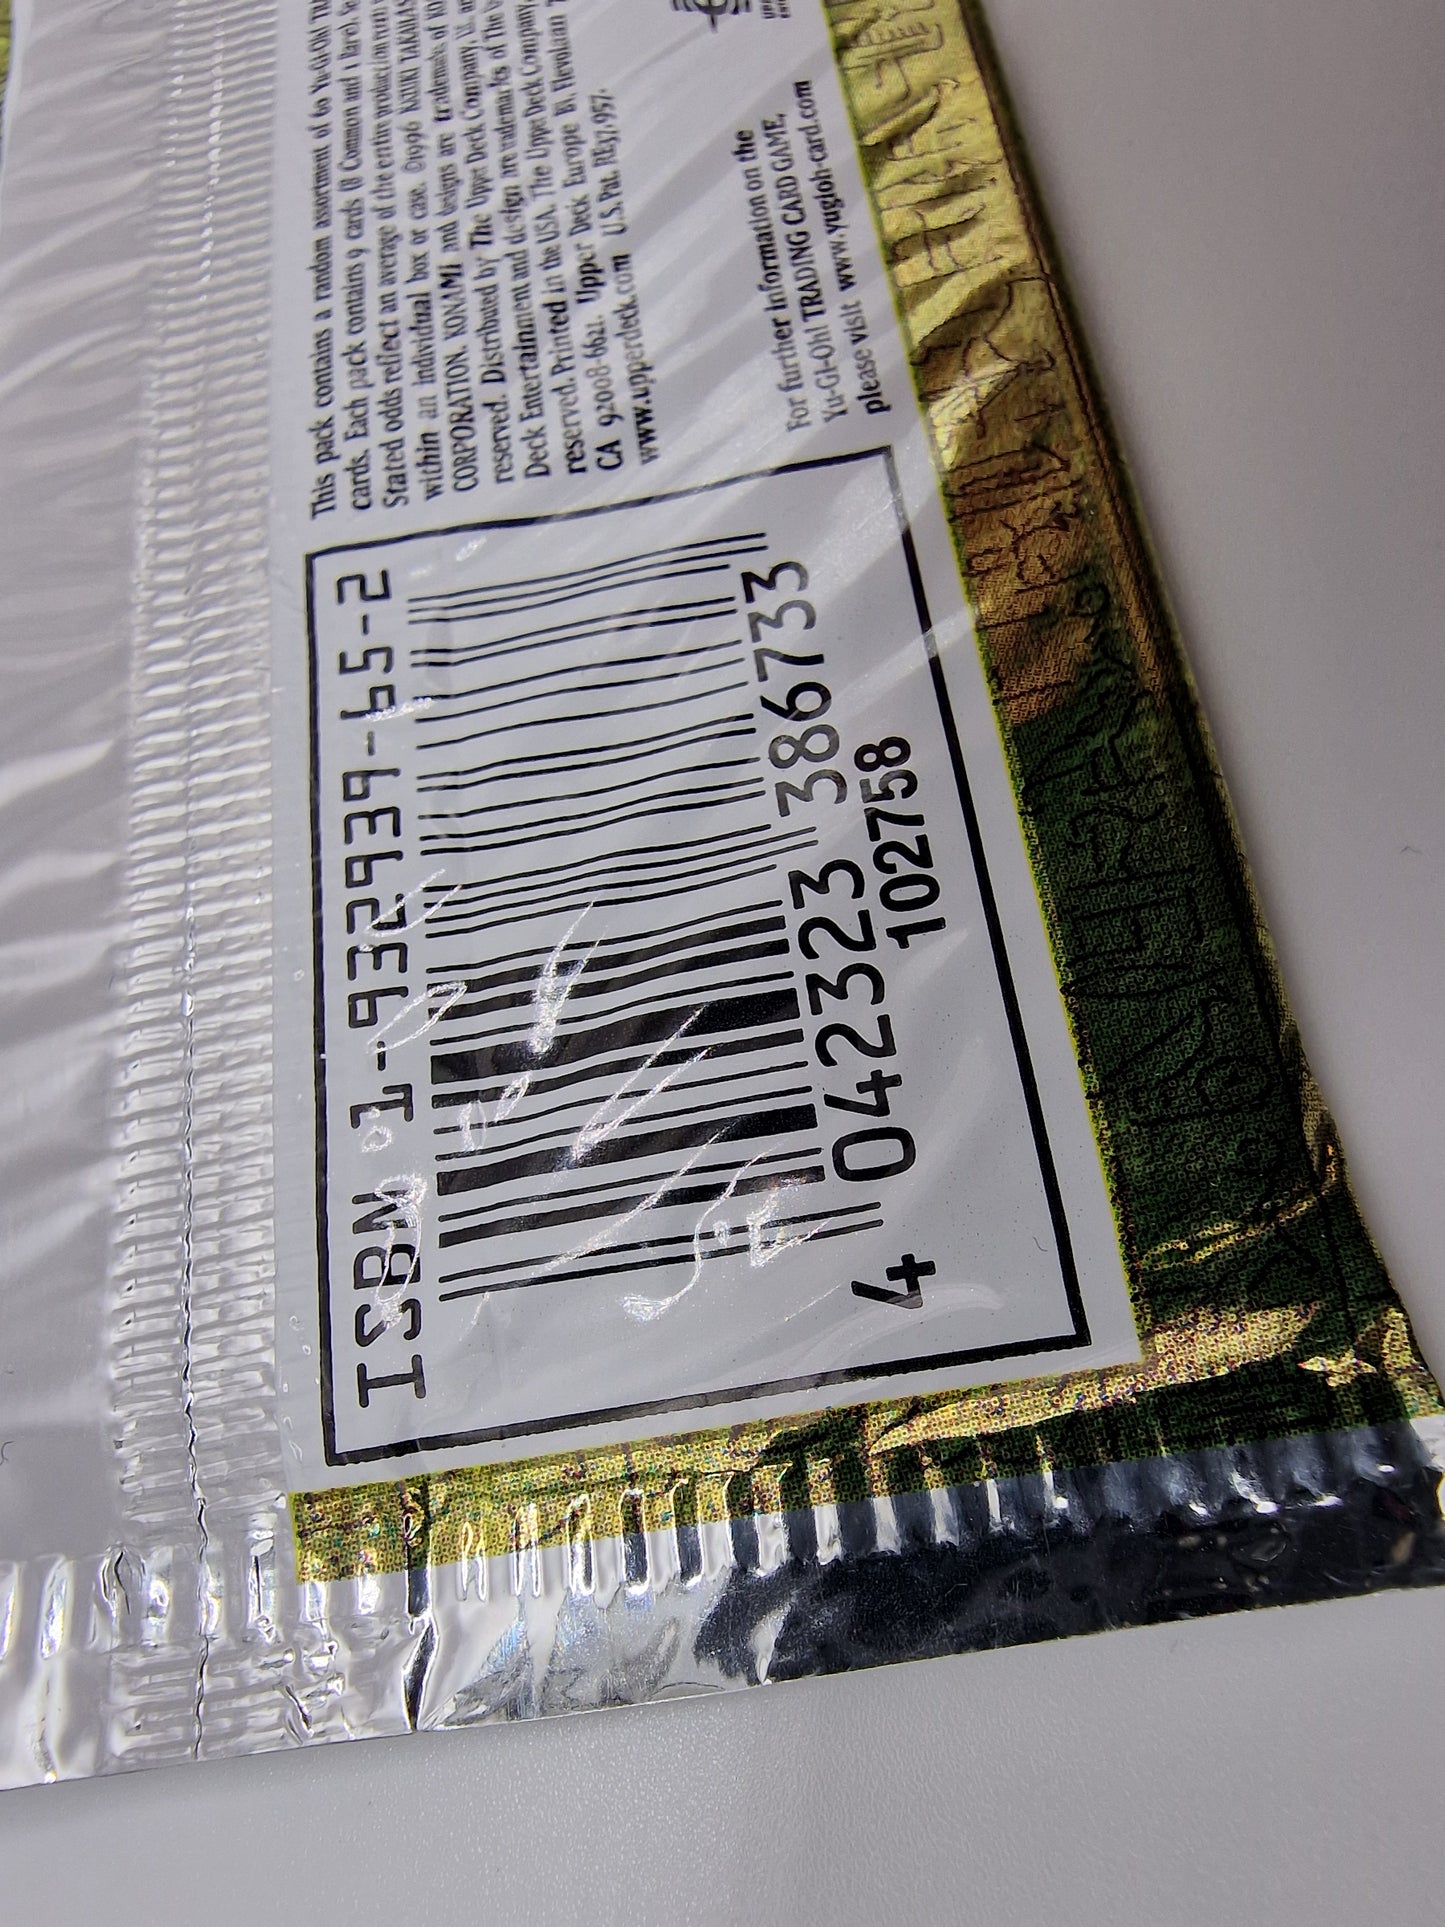 This pack contains a random assortment of 60 Yu-Gi-Oh!
cards. Each pack contains 9 cards (8 Common and 1 Rare).
Stated odds reflect an average of the entire production run
within an individual box or case. ©1996 KAZUKI
CORPORATION. KONAMI and designs are trademarks of
reserved. Distributed by The Upper Deck Company,
Deck Entertainment and design are trademarks of The
reserved. Printed in the USA. The Upper Deck Company,
CA 92008-6621. Upper Deck Europe BV, Flevolaan
www.upperdeck.com U.S. Pat. RE37,957.
For further information on the
Yu-Gi-Oh! TRADING CARD GAME,
please visit www.yugioh-card.com
ISBN 1-932939-65-2
4 042323 386733
102758